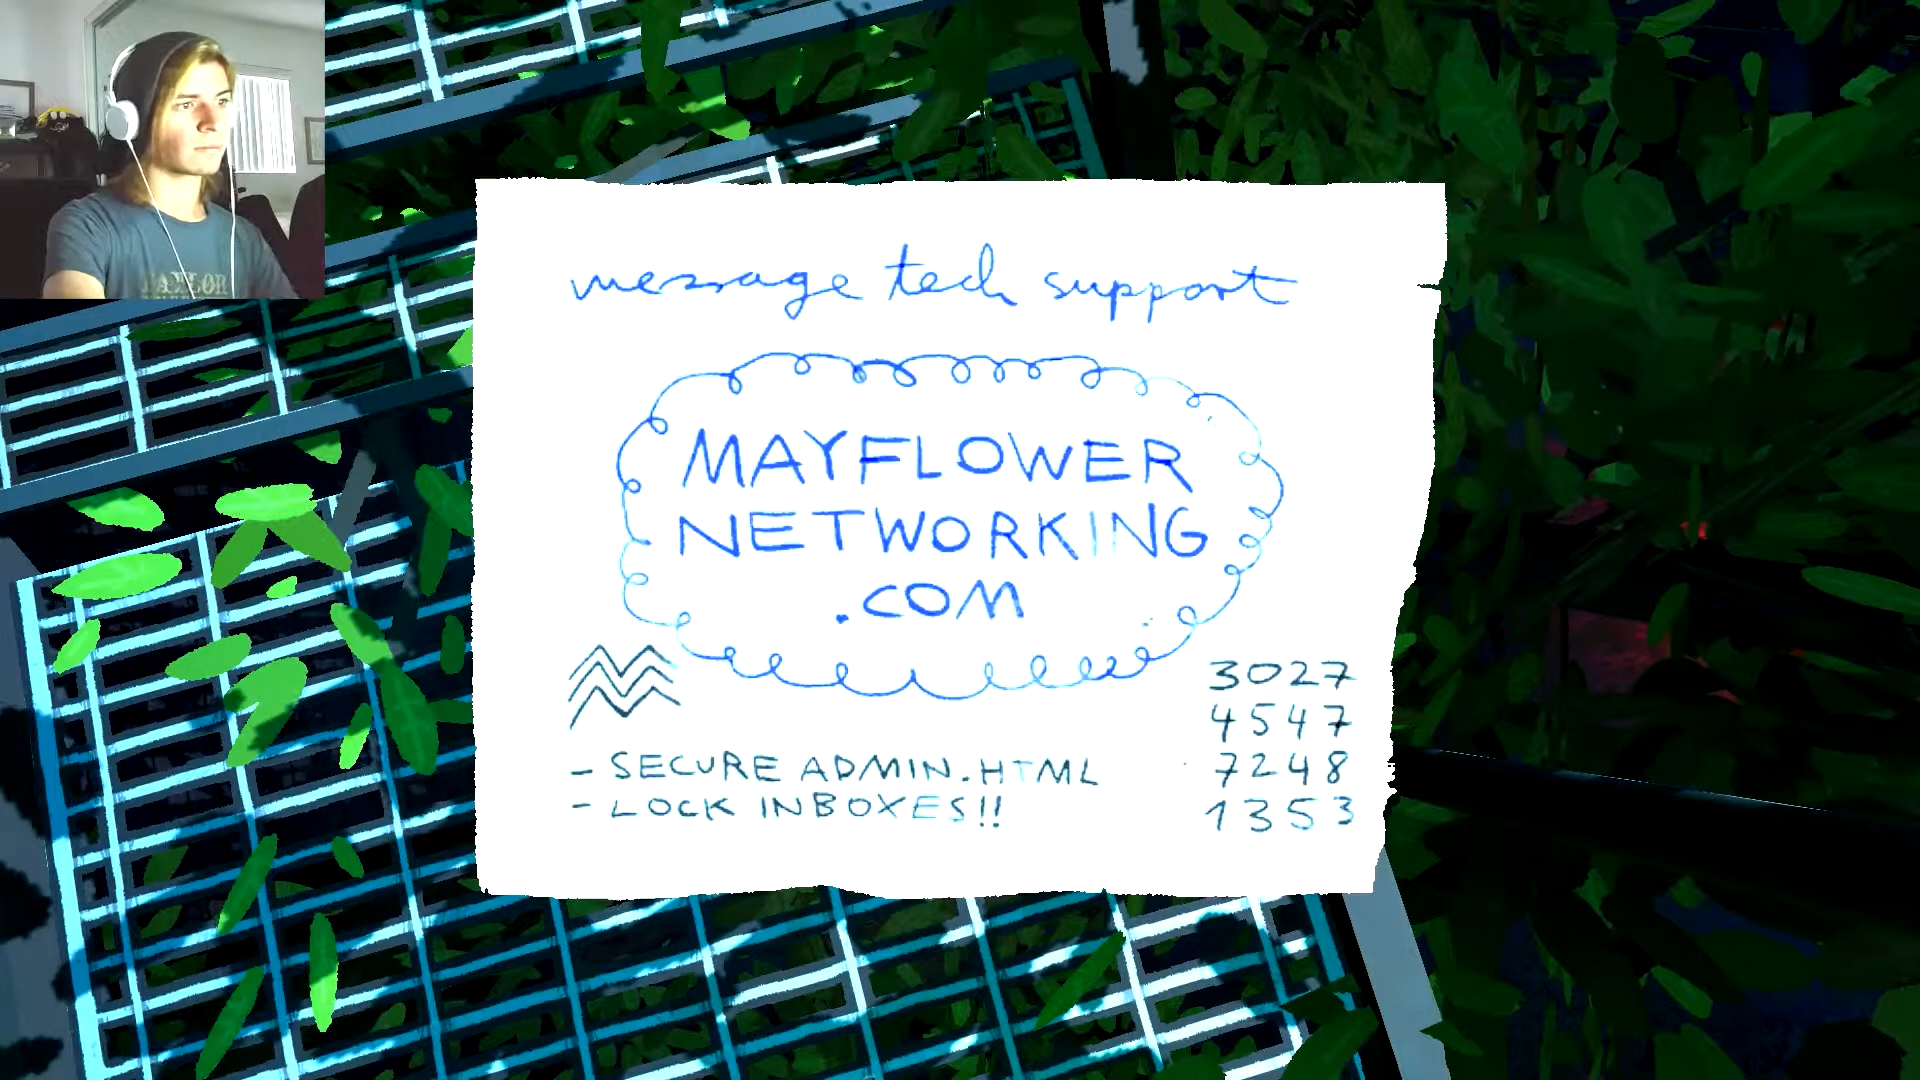 message tech support
MAYFLOWER
NETWORKING
.COM
3027
4547
7248
1353
- SECURE ADMIN.HTML
- LOCK INBOXES!!